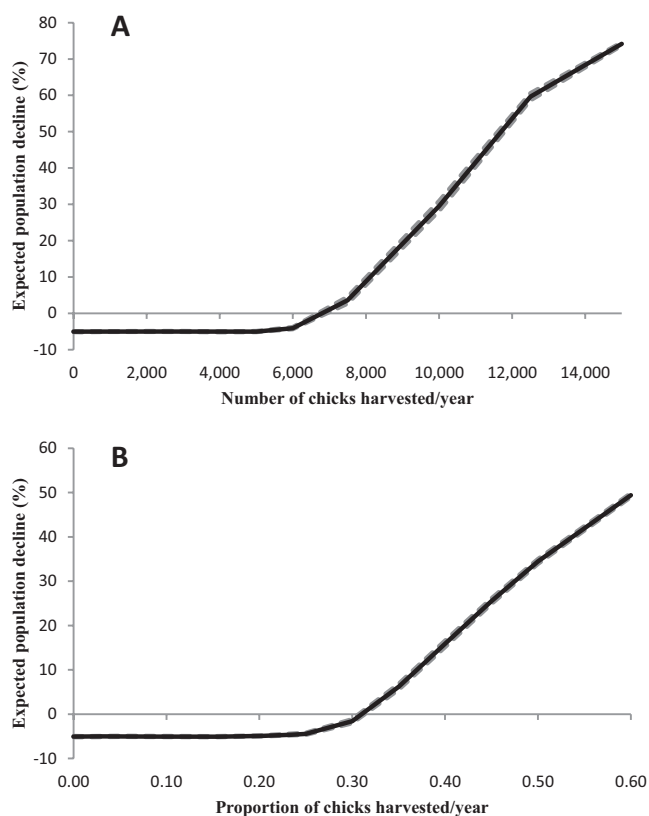 A
80
70
60
50
40
30
20
10
0
-10
Expected population decline (%)
0 2,000 4,000 6,000 8,000 10,000 12,000 14,000
Number of chicks harvested/year
B
60
50
40
30
20
10
0
-10
Expected population decline (%)
0.00 0.10 0.20 0.30 0.40 0.50 0.60
Proportion of chicks harvested/year